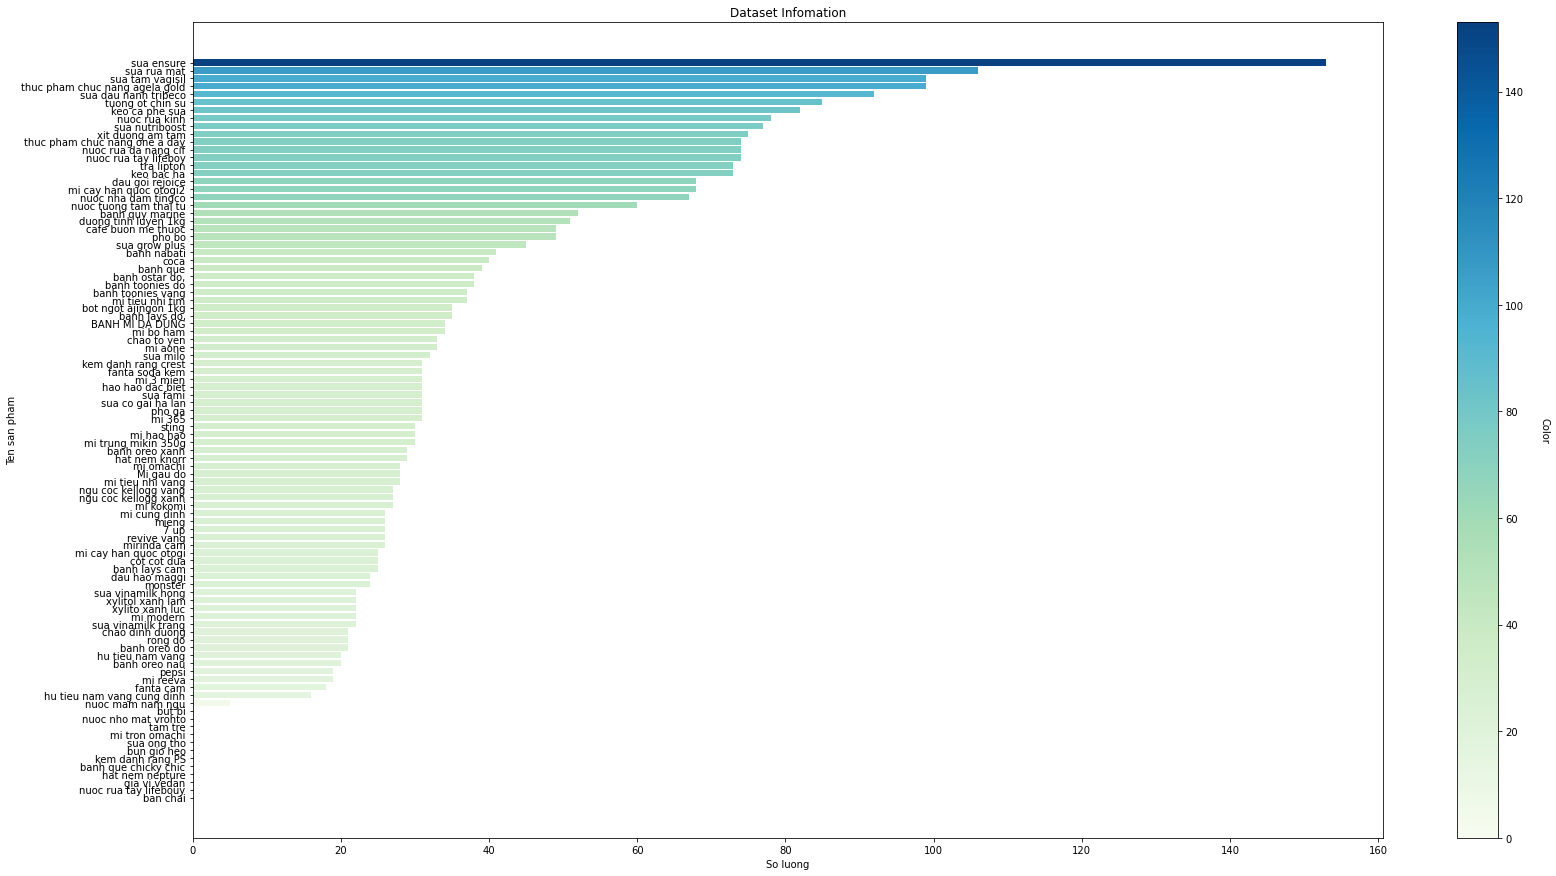 Dataset Infomation
sua ensure
sua rua mat
sua tam vagisil
thuc pham chuc nang agela gold
sua dau nanh tribeco
tuong ot chin su
keo ca phe sua
nuoc rua kinh
sua nutriboost
xit duong am tam
thuc pham chuc nang one a day
nuoc rua da nang cif
nuoc rua tay lifeboy
tra lipton
keo bac ha
dau goi rejoice
mi cay han quoc otogi2
nuoc nha dam tingco
nuoc tuong tam thai tu
banh quy marine
duong tinh luyen 1kg
cafe buon me thuoc
pho bo
sua grow plus
banh nabati
coca
banh que
banh ostar do,
banh toonies do
banh toonies vang
mi tieu nhi tim
bot ngot ajingon 1kg
banh lays do,
BANH MI DA DUNG
mi bo ham
chao to yen
mi aone
sua milo
kem danh rang crest
fanta soda kem
mi 3 mien
hao hao dac biet
sua fami
sua co gai ha lan
pho ga
mi 365
sting
mi hao hao
mi trung mikin 350g
banh oreo xanh
hat nem knorr
mi omachi
Mi gau do
mi tieu nhi vang
ngu coc kellogg vang
ngu coc kellogg xanh
mi kokomi
mi cung dinh
mieng
7 up
revive vang
mirinda cam
mi cay han quoc otogi
cot cot dua
banh lays cam
dau hao maggi
monster
sua vinamilk hong
xylitol xanh lam
xylito xanh luc
mi modern
sua vinamilk trang
chao dinh duong
rong do
banh oreo do
hu tieu nam vang
banh oreo nau
pepsi
mi reeva
fanta cam
hu tieu nam vang cung dinh
nuoc mam nam ngu
but bi
nuoc nho mat vrohto
tam tre
mi tron omachi
sua ong tho
bun gio heo
kem danh rang PS
banh que chicky chic
hat nem nepture
gia vi vedan
nuoc rua tay lifebouy
ban chai
Ten san pham
0 20 40 60 80 100 120 140 160
So luong
140
120
100
80
60
40
20
0
Color